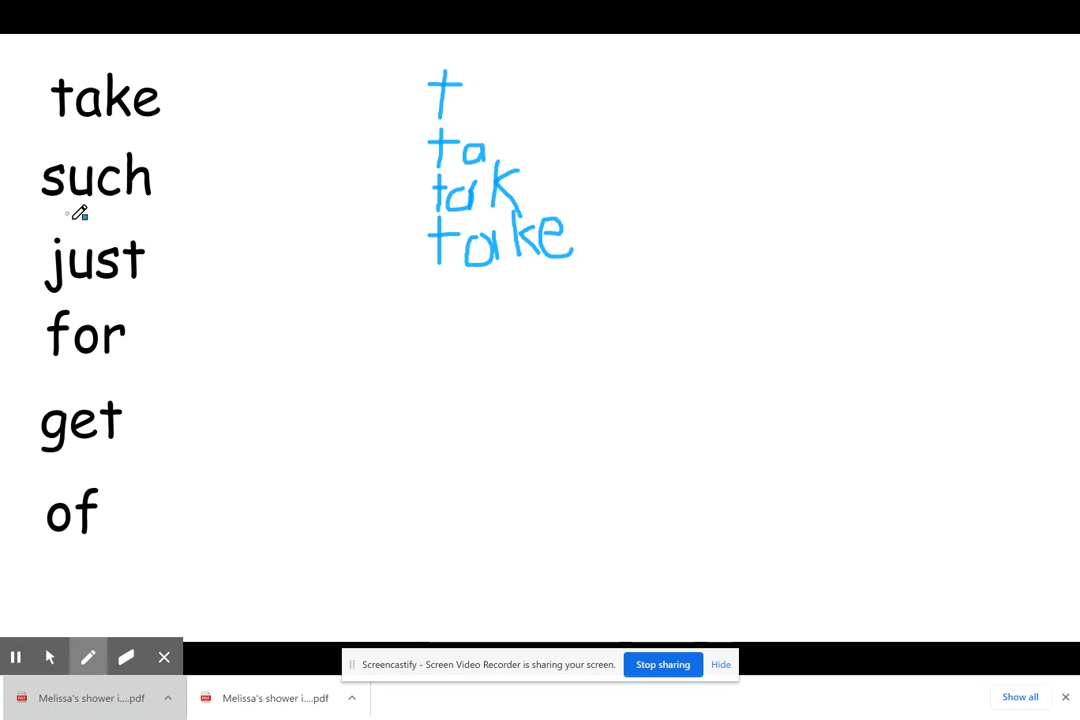 take
such
just
for
get
of
t
ta
tak
take
Screencastify - Screen Video Recorder is sharing your screen.
Stop sharing
Hide
Melissa's shower i....pdf
Melissa's shower i....pdf
Show all